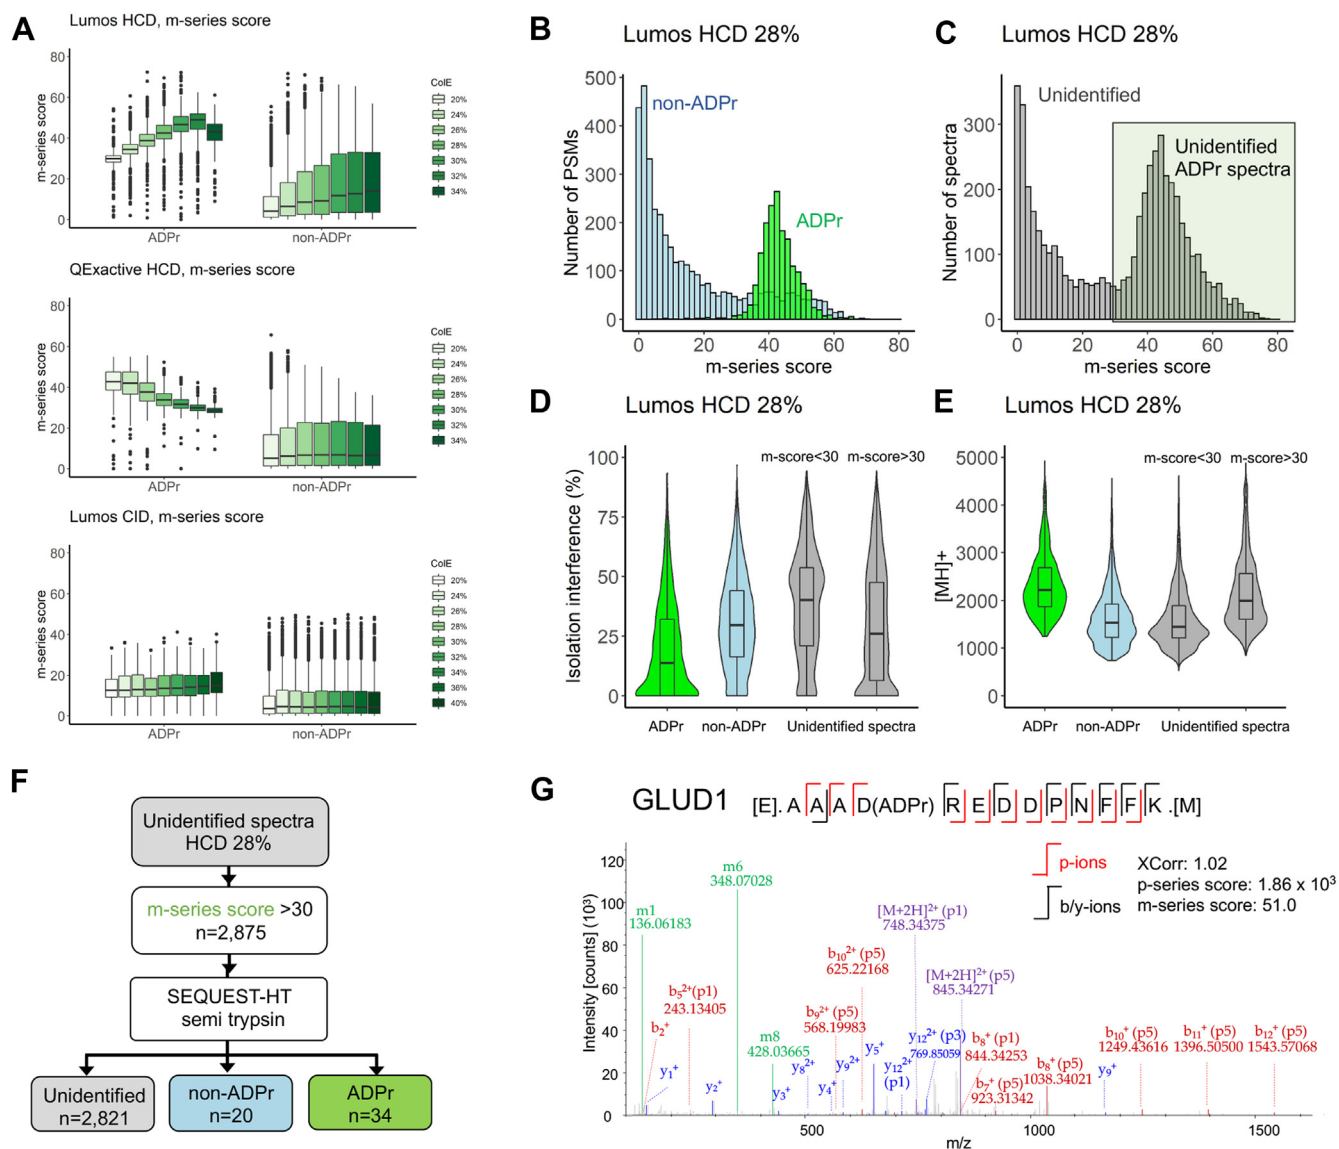 A
Lumos HCD, m-series score
m-series score
80
60
40
20
0
ADPr
non-ADPr
ColE
20%
24%
26%
28%
30%
32%
34%
QExactive HCD, m-series score
m-series score
80
60
40
20
0
ADPr
non-ADPr
ColE
20%
24%
26%
28%
30%
32%
34%
Lumos CID, m-series score
m-series score
80
60
40
20
0
ADPr
non-ADPr
ColE
20%
24%
26%
28%
30%
32%
34%
36%
40%
B
Lumos HCD 28%
Number of PSMs
500
400
300
200
100
0
non-ADPr
ADPr
0 20 40 60 80
m-series score
C
Lumos HCD 28%
Number of spectra
300
200
100
0
Unidentified
Unidentified
ADPr spectra
0 20 40 60 80
m-series score
D
Lumos HCD 28%
Isolation interference (%)
100
75
50
25
0
m-score<30 m-score>30
ADPr non-ADPr Unidentified spectra
E
Lumos HCD 28%
[MH]+
5000
4000
3000
2000
1000
0
m-score<30 m-score>30
ADPr non-ADPr Unidentified spectra
F
Unidentified spectra
HCD 28%
m-series score >30
n=2,875
SEQUEST-HT
semi trypsin
Unidentified
n=2,821
non-ADPr
n=20
ADPr
n=34
G
GLUD1
[E]. A A A D(ADPr) R E D D P N F F K .[M]
p-ions
b/y-ions
XCorr: 1.02
p-series score: 1.86 x 10³
m-series score: 51.0
Intensity [counts] (10³)
120
100
80
60
40
20
0
m1
136.06183
m6
348.07028
m8
428.03665
b₂⁺
b₅²⁺(p1)
243.13405
y₁⁺
y₂⁺
y₃⁺
y₈²⁺
y₄⁺
y₉²⁺
y₅⁺
b₉²⁺ (p5)
568.19983
b₁₀²⁺ (p5)
625.22168
[M+2H]²⁺ (p1)
748.34375
[M+2H]²⁺ (p5)
845.34271
y₁₂²⁺
(p1)
y₁₂²⁺ (p3)
769.85059
b₈⁺ (p1)
844.34253
b₇⁺ (p5)
923.31342
b₈⁺ (p5)
1038.34021
y₉⁺
b₁₀⁺ (p5)
1249.43616
b₁₁⁺ (p5)
1396.50500
b₁₂⁺ (p5)
1543.57068
500 1000 1500
m/z